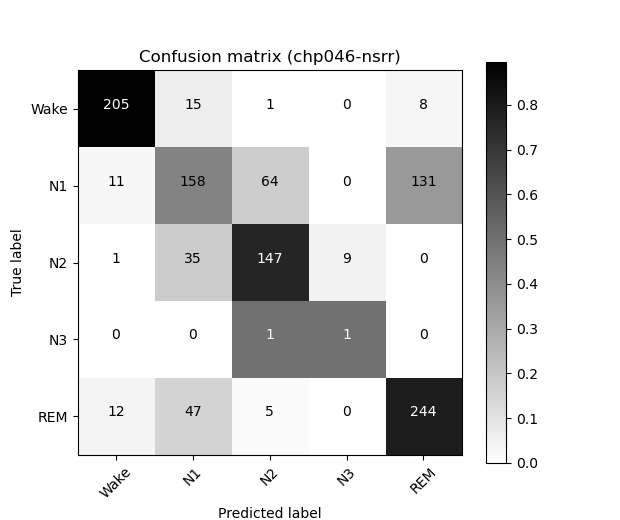 Confusion matrix (chp046-nsrr)
True label
Wake 205 15 1 0 8
N1 11 158 64 0 131
N2 1 35 147 9 0
N3 0 0 1 1 0
REM 12 47 5 0 244
Wake N1 N2 N3 REM
Predicted label
0.8
0.7
0.6
0.5
0.4
0.3
0.2
0.1
0.0